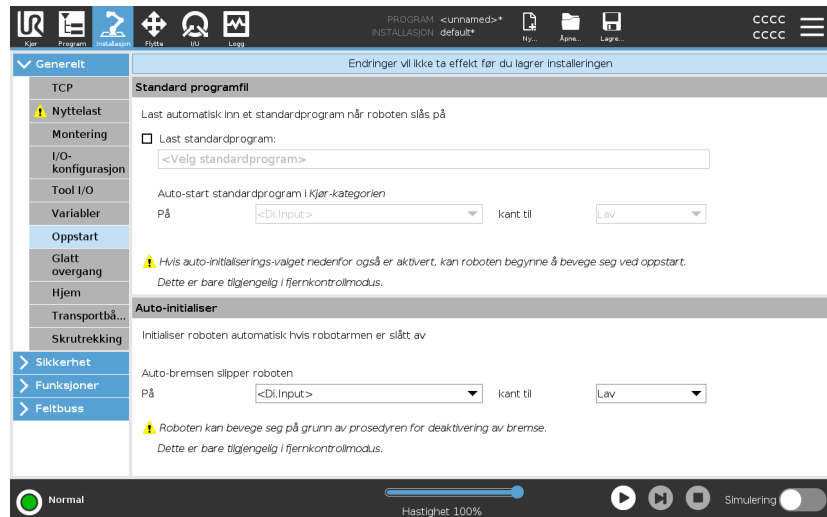 PROGRAM <unnamed>*
INSTALLASJON default*
CCCC
CCCC
Kjør
Program
Installasjon
Flytte
I/U
Logg
Ny...
Åpne...
Lagre...
Generelt
TCP
Nyttelast
Montering
I/O-
konfigurasjon
Tool I/O
Variabler
Oppstart
Glatt
overgang
Hjem
Transportbå...
Skrutrekking
Sikkerhet
Funksjoner
Feltbuss
Endringer vil ikke ta effekt før du lagrer installeringen
Standard programfil
Last automatisk inn et standardprogram når roboten slås på
Last standardprogram:
<Velg standardprogram>
Auto-start standardprogram i Kjør-kategorien
På <Di.Input> kant til Lav
Hvis auto-initialiserings-valget nedenfor også er aktivert, kan roboten begynne å bevege seg ved oppstart.
Dette er bare tilgjengelig i fjernkontrollmodus.
Auto-initialiser
Initialiser roboten automatisk hvis robotarmen er slått av
Auto-bremsen slipper roboten
På <Di.Input> kant til Lav
Roboten kan bevege seg på grunn av prosedyren for deaktivering av bremse.
Dette er bare tilgjengelig i fjernkontrollmodus.
Normal
Hastighet 100%
Simulering